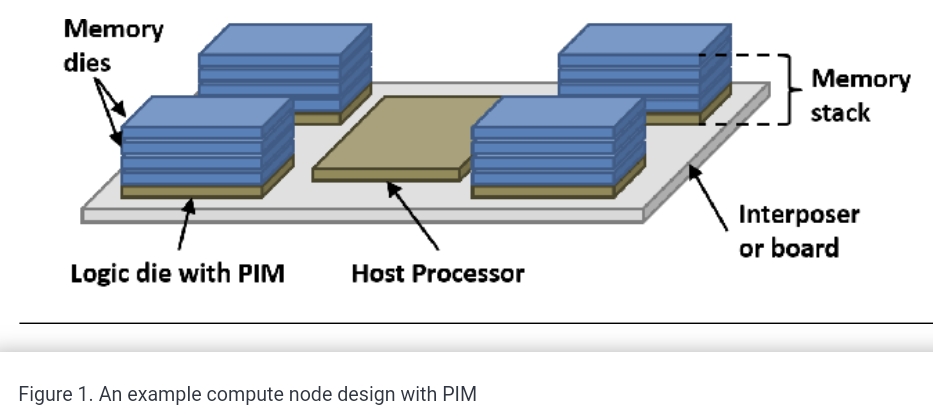 Memory
dies
Memory
stack
Interposer
or board
Logic die with PIM
Host Processor
Figure 1. An example compute node design with PIM